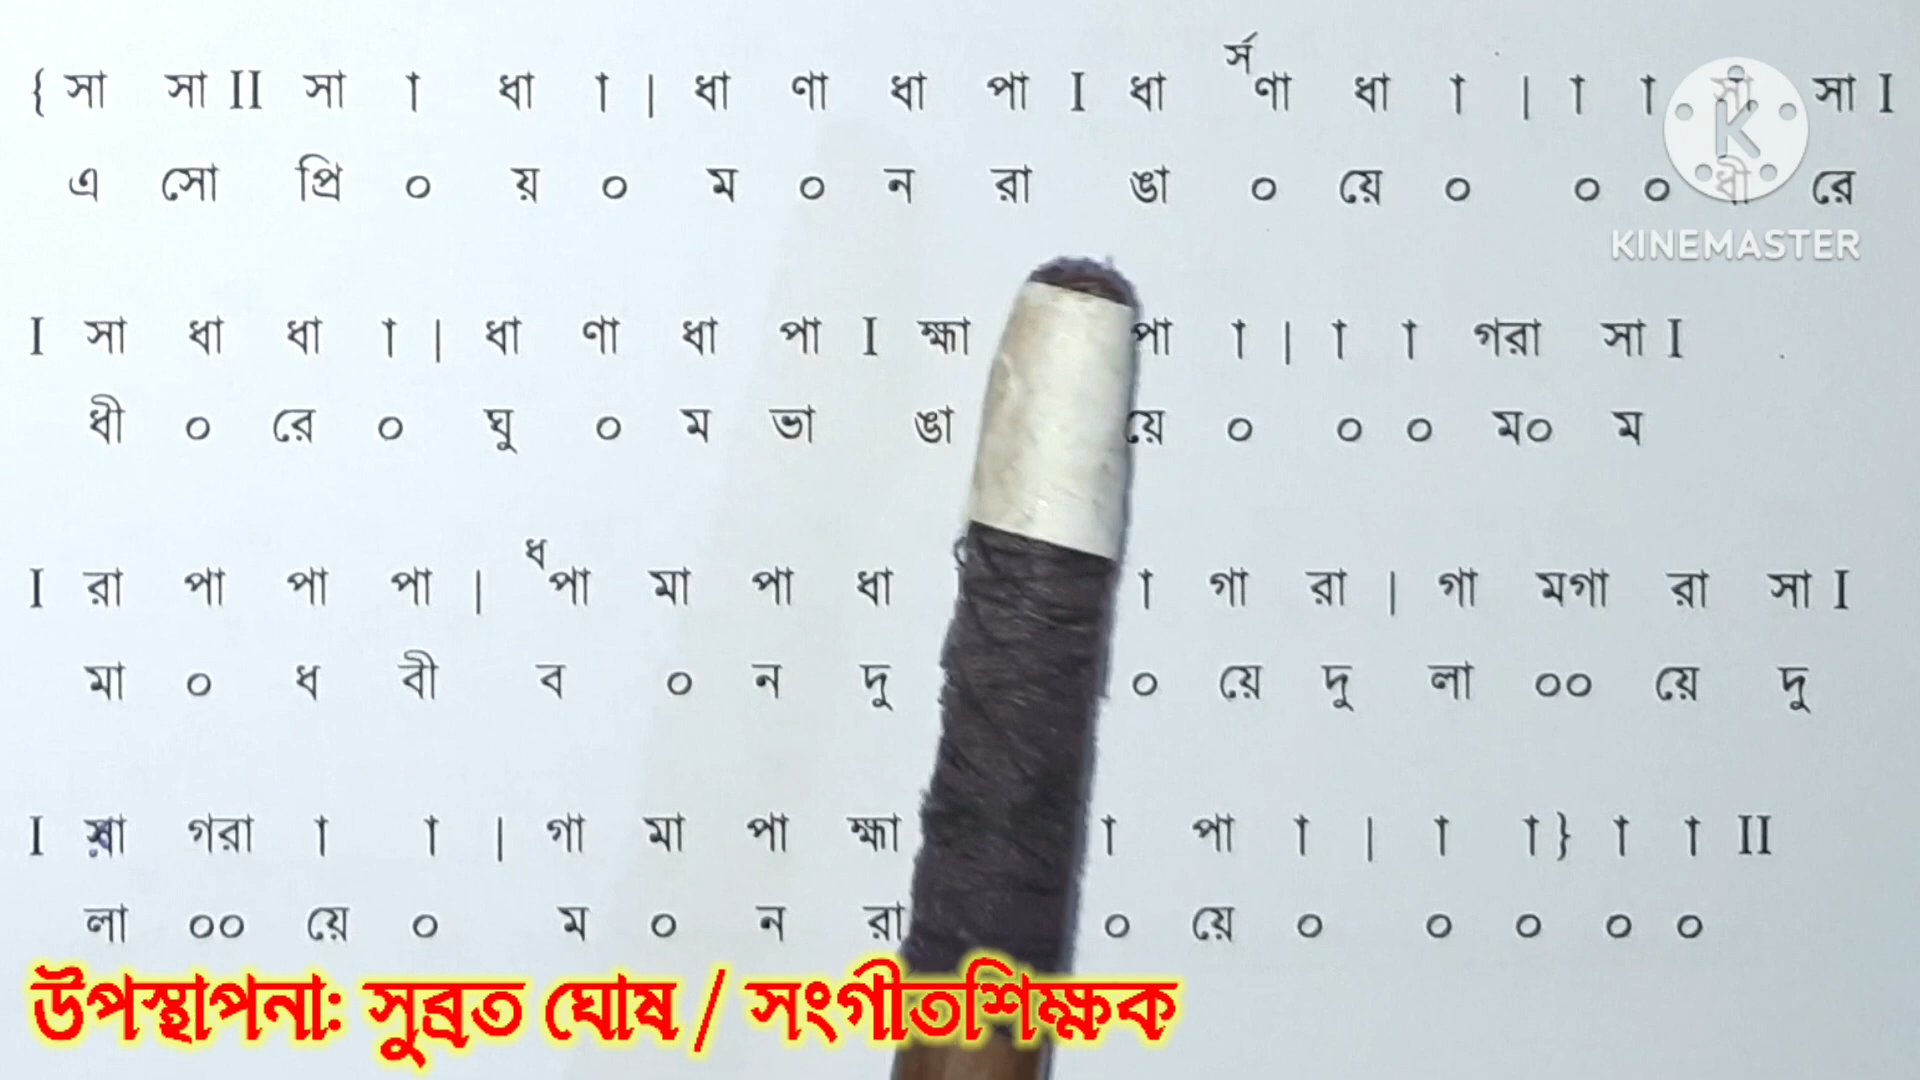 { সা সা II সা † ধা † | ধা ণা ধা পা I ধা র্সণা ধা † | † † সা সা I
এ সো প্রি ০ য় ০ ম ০ ন রা ঙা ০ য়ে ০ ০ ০ ধী রে
KINEMASTER
I সা ধা ধা † | ধা ণা ধা পা I হ্মা পা † | † † গরা সা I
ধী ০ রে ০ ঘু ০ ম ভা ঙা য়ে ০ ০ ০ ম০ ম
I রা পা পা পা | ধপা মা পা ধা † গা রা | গা মগা রা সা I
মা ০ ধ বী ব ০ ন দু ০ য়ে দু লা ০০ য়ে দু
I গরা † † | গা মা পা হ্মা † পা † | † †} † † II
লা ০০ য়ে ০ ম ০ ন রা ০ য়ে ০ ০ ০ ০ ০
উপস্থাপনা: সুব্রত ঘোষ / সংগীতশিক্ষক